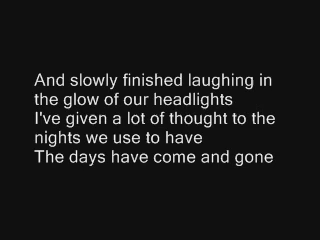 And slowly finished laughing in
the glow of our headlights
I've given a lot of thought to the
nights we use to have
The days have come and gone